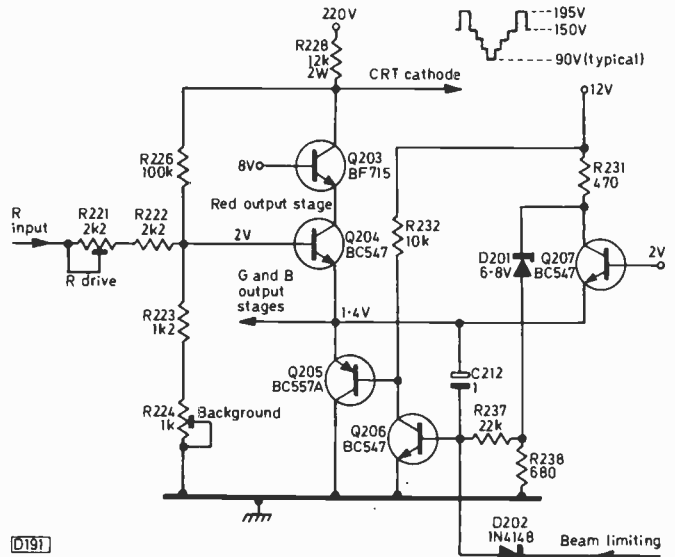 220V
R228
12k
2W
CRT cathode
195V
150V
90V (typical)
12V
R226
100k
8V
Q203
BF715
R231
470
Red output stage
R232
10k
R
input
R221
2k2
R222
2k2
2V
Q204
BC547
D201
6-8V
Q207
BC547
2V
R drive
G and B
output
stages
1·4V
R223
1k2
Q205
BC557A
C212
1
R237
22k
R224
1k
Background
Q206
BC547
R238
680
D202
1N4148
Beam limiting
D191